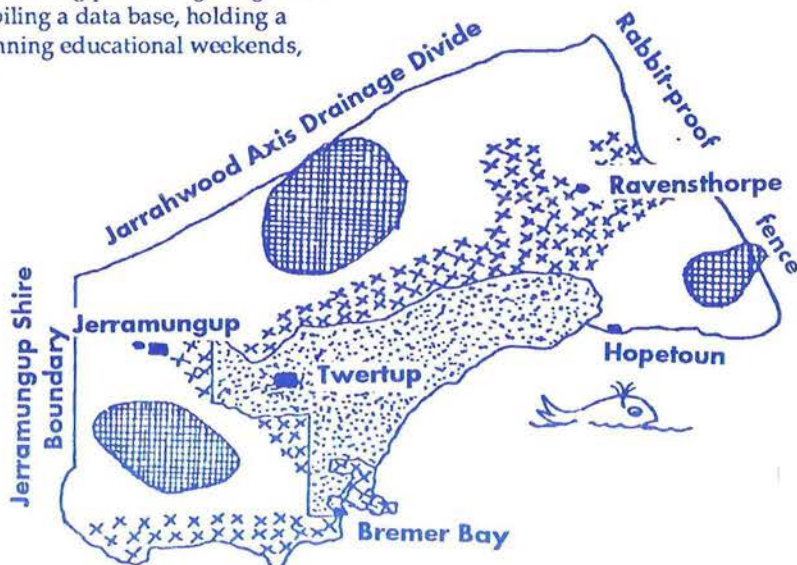 piling a data base, holding a
nning educational weekends,
Jarrahwood Axis Drainage Divide
Rabbit-proof
fence
Ravensthorpe
Jerramungup Shire
Boundary
Jerramungup
Hopetoun
Twertup
Bremer Bay